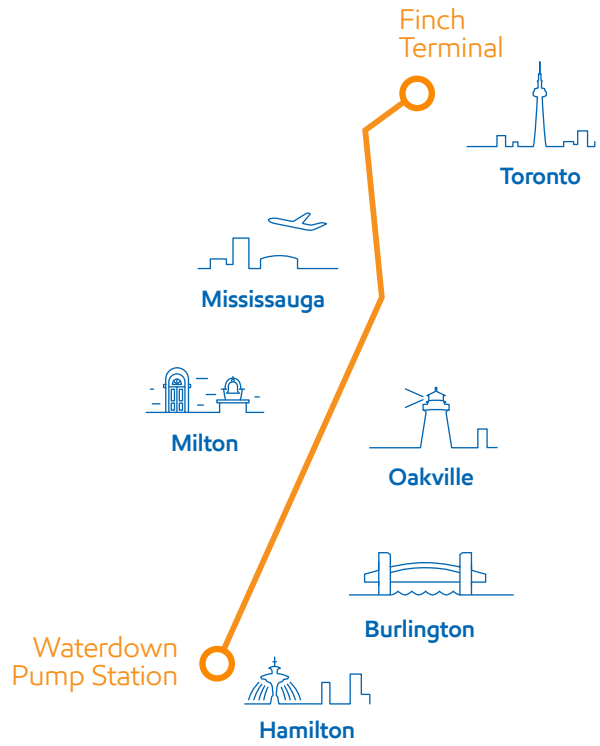 Finch
Terminal
Toronto
Mississauga
Milton
Oakville
Burlington
Waterdown
Pump Station
Hamilton